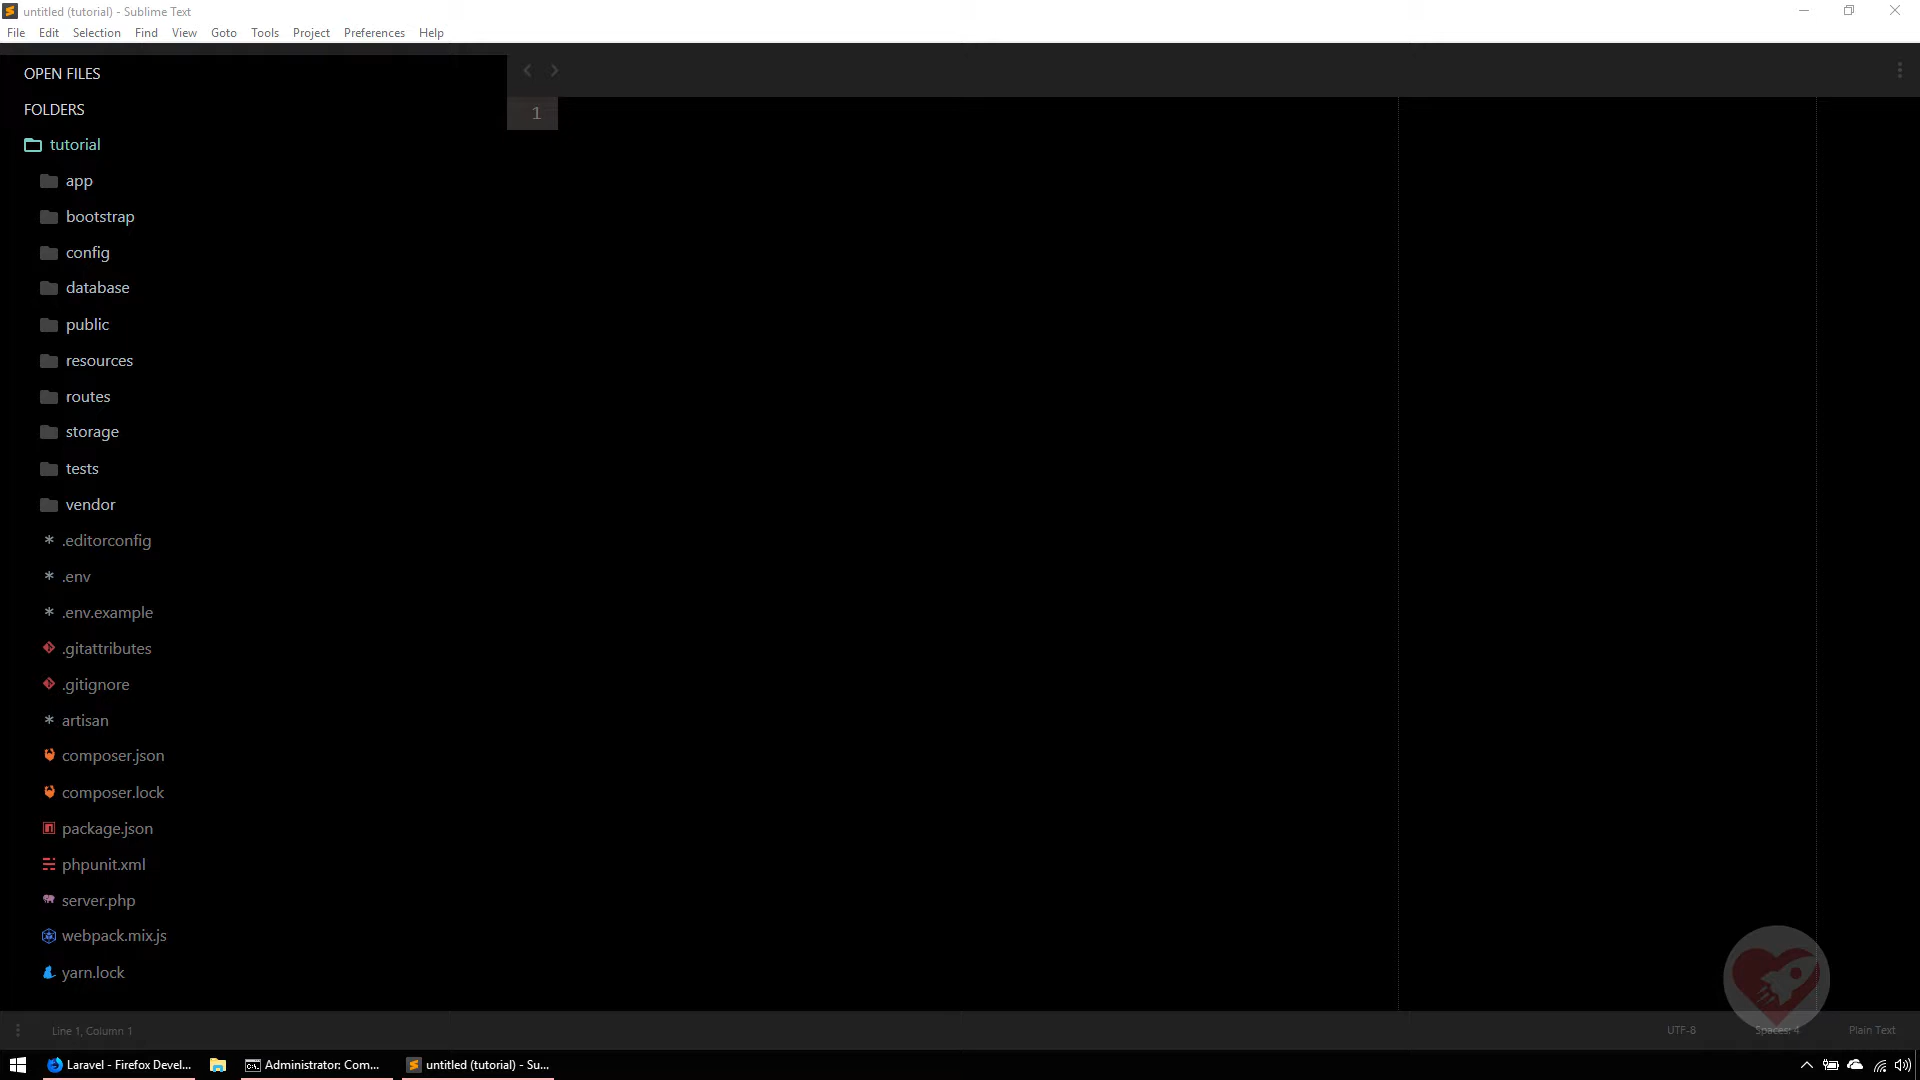 untitled (tutorial) - Sublime Text
File Edit Selection Find View Goto Tools Project Preferences Help
OPEN FILES
FOLDERS
tutorial
app
bootstrap
config
database
public
resources
routes
storage
tests
vendor
.editorconfig
.env
.env.example
.gitattributes
.gitignore
artisan
composer.json
composer.lock
package.json
phpunit.xml
server.php
webpack.mix.js
yarn.lock
1
Line 1, Column 1
UTF-8
Spaces: 4
Plain Text
Laravel - Firefox Devel...
Administrator: Com...
untitled (tutorial) - Su...